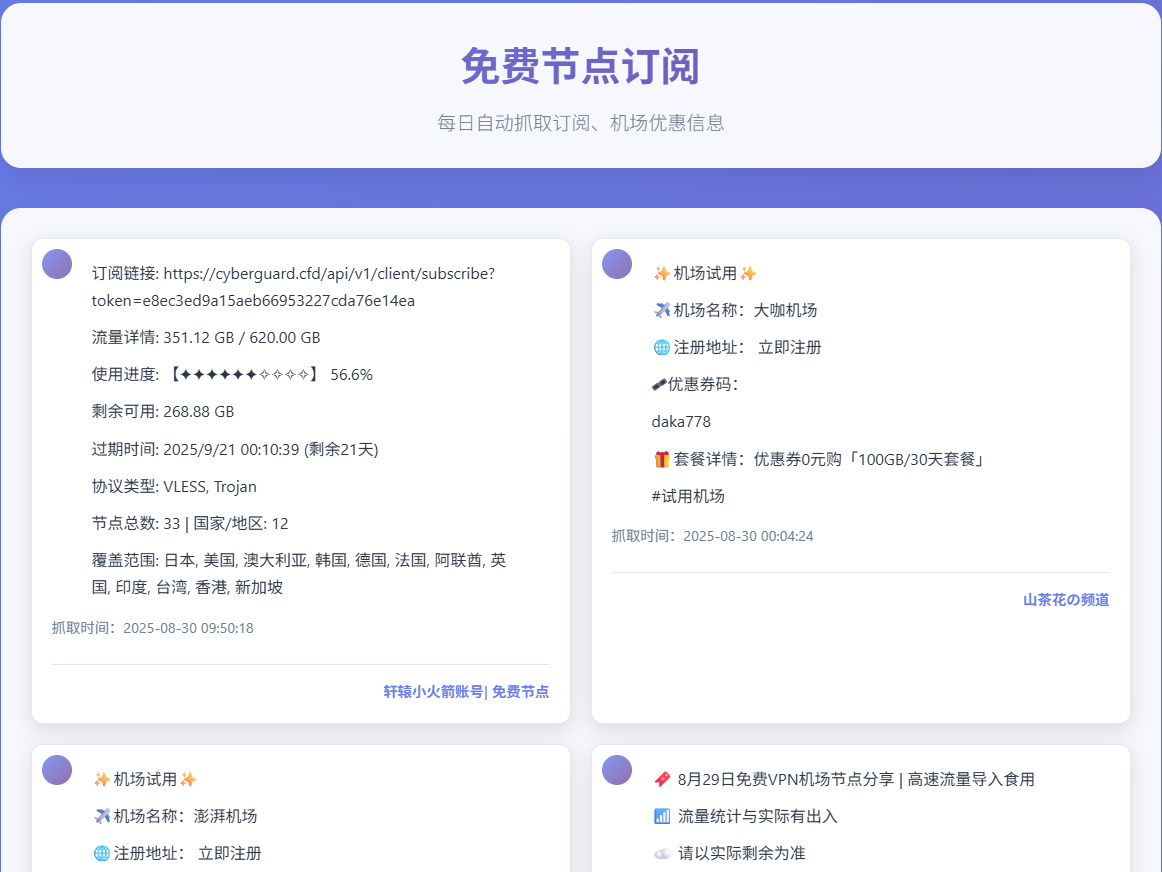 免费节点订阅
每日自动抓取订阅、机场优惠信息
订阅链接: https://cyberguard.cfd/api/v1/client/subscribe?
token=e8ec3ed9a15aeb66953227cda76e14ea
流量详情: 351.12 GB / 620.00 GB
使用进度: 【✦✦✦✦✦✦✧✧✧✧】 56.6%
剩余可用: 268.88 GB
过期时间: 2025/9/21 00:10:39 (剩余21天)
协议类型: VLESS, Trojan
节点总数: 33 | 国家/地区: 12
覆盖范围: 日本, 美国, 澳大利亚, 韩国, 德国, 法国, 阿联酋, 英
国, 印度, 台湾, 香港, 新加坡
抓取时间：2025-08-30 09:50:18
轩辕小火箭账号| 免费节点
✨机场试用✨
✈️机场名称：大咖机场
🌐注册地址： 立即注册
优惠券码：
daka778
🎁套餐详情：优惠券0元购「100GB/30天套餐」
#试用机场
抓取时间：2025-08-30 00:04:24
山茶花の频道
✨机场试用✨
✈️机场名称：澎湃机场
🌐注册地址： 立即注册
8月29日免费VPN机场节点分享 | 高速流量导入食用
📊 流量统计与实际有出入
☁️ 请以实际剩余为准